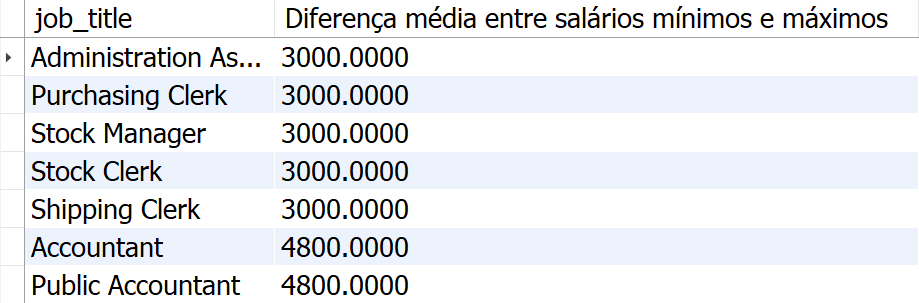 job_title Diferença média entre salários mínimos e máximos
Administration As... 3000.0000
Purchasing Clerk 3000.0000
Stock Manager 3000.0000
Stock Clerk 3000.0000
Shipping Clerk 3000.0000
Accountant 4800.0000
Public Accountant 4800.0000